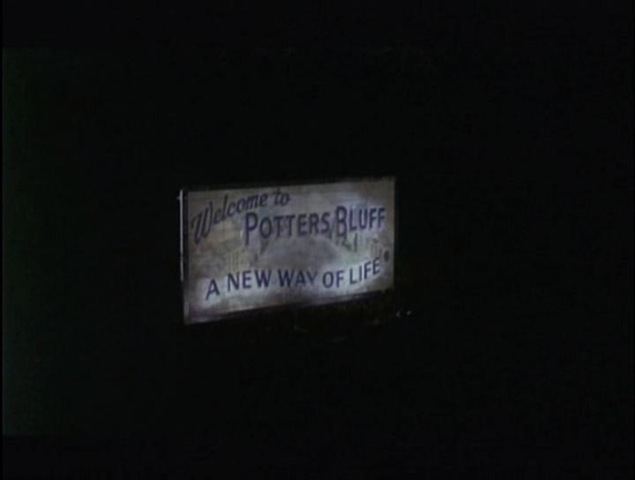 Welcome to
POTTERS BLUFF
A NEW WAY OF LIFE